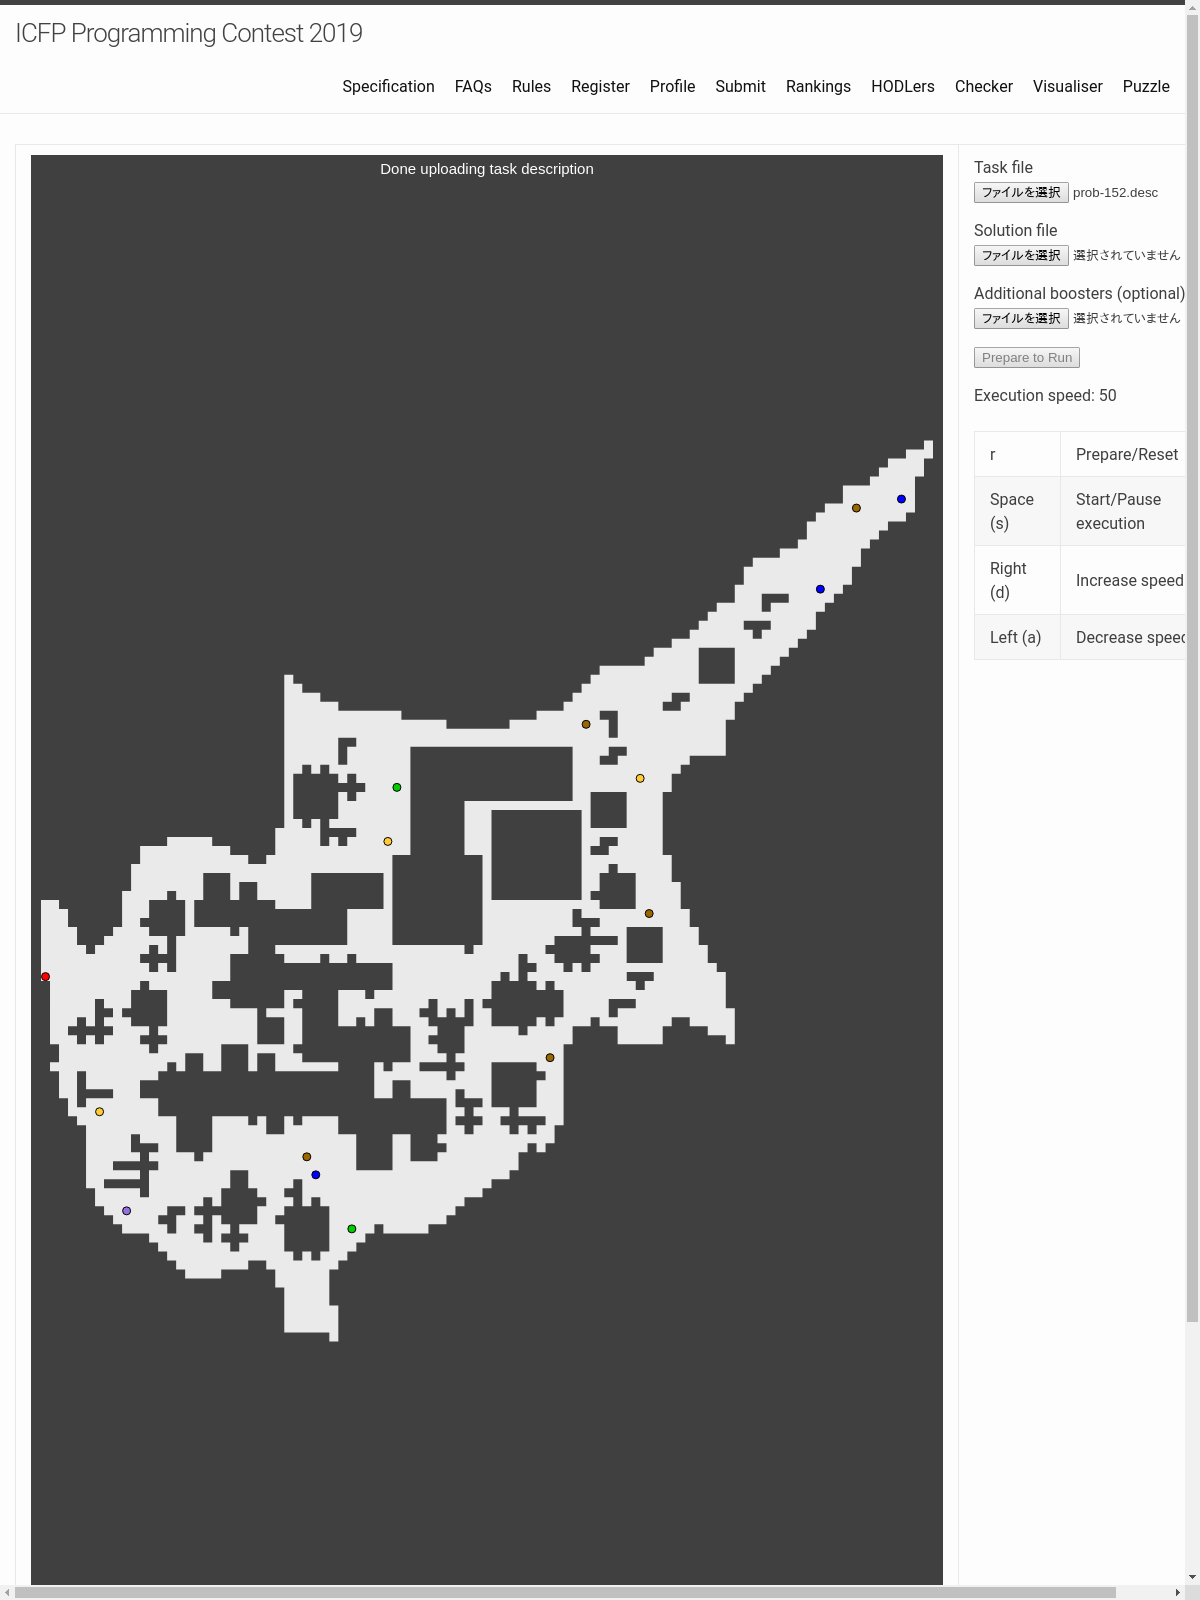 ICFP Programming Contest 2019
Specification FAQs Rules Register Profile Submit Rankings HODLers Checker Visualiser Puzzle
Done uploading task description
Task file
ファイルを選択 prob-152.desc
Solution file
ファイルを選択 選択されていません
Additional boosters (optional)
ファイルを選択 選択されていません
Prepare to Run
Execution speed: 50
r Prepare/Reset
Space (s) Start/Pause execution
Right (d) Increase speed
Left (a) Decrease speed